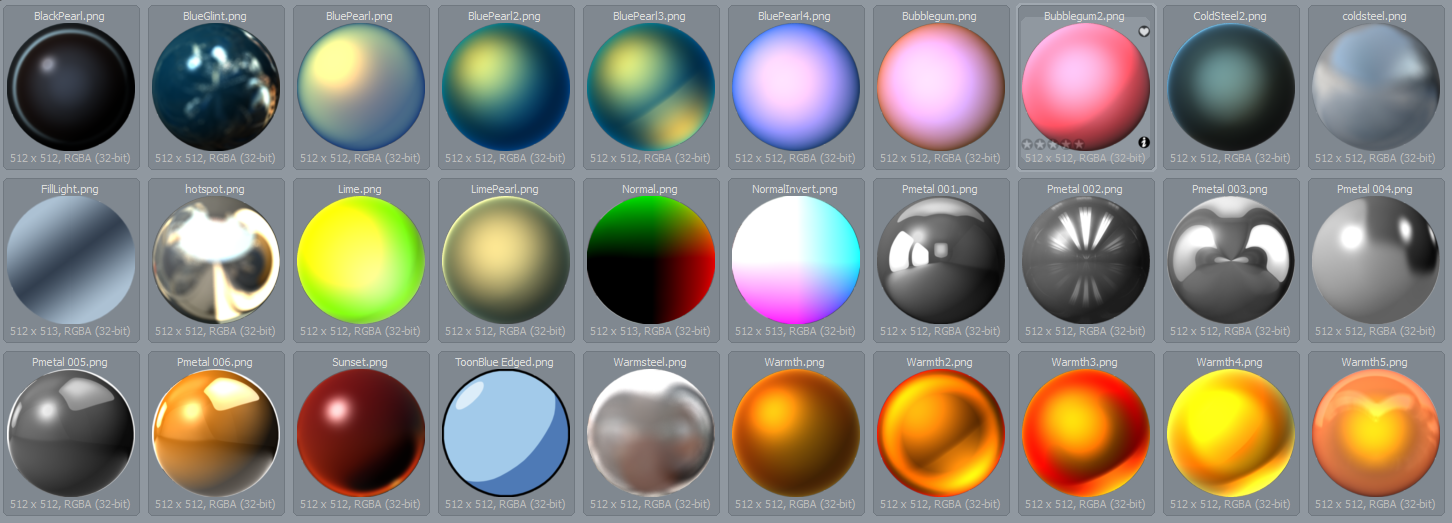 BlackPearl.png
BlueGlint.png
BluePearl.png
BluePearl2.png
BluePearl3.png
BluePearl4.png
Bubblegum.png
Bubblegum2.png
ColdSteel2.png
coldsteel.png
512 x 512, RGBA (32-bit)
512 x 512, RGBA (32-bit)
512 x 512, RGBA (32-bit)
512 x 512, RGBA (32-bit)
512 x 512, RGBA (32-bit)
512 x 512, RGBA (32-bit)
512 x 512, RGBA (32-bit)
512 x 512, RGBA (32-bit)
512 x 512, RGBA (32-bit)
512 x 512, RGBA (32-bit)
FillLight.png
hotspot.png
Lime.png
LimePearl.png
Normal.png
NormalInvert.png
Pmetal 001.png
Pmetal 002.png
Pmetal 003.png
Pmetal 004.png
512 x 513, RGBA (32-bit)
512 x 512, RGBA (32-bit)
512 x 512, RGBA (32-bit)
512 x 512, RGBA (32-bit)
512 x 513, RGBA (32-bit)
512 x 513, RGBA (32-bit)
512 x 512, RGBA (32-bit)
512 x 512, RGBA (32-bit)
512 x 512, RGBA (32-bit)
512 x 512, RGBA (32-bit)
Pmetal 005.png
Pmetal 006.png
Sunset.png
ToonBlue Edged.png
Warmsteel.png
Warmth.png
Warmth2.png
Warmth3.png
Warmth4.png
Warmth5.png
512 x 512, RGBA (32-bit)
512 x 512, RGBA (32-bit)
512 x 512, RGBA (32-bit)
512 x 512, RGBA (32-bit)
512 x 512, RGBA (32-bit)
512 x 512, RGBA (32-bit)
512 x 512, RGBA (32-bit)
512 x 512, RGBA (32-bit)
512 x 512, RGBA (32-bit)
512 x 512, RGBA (32-bit)